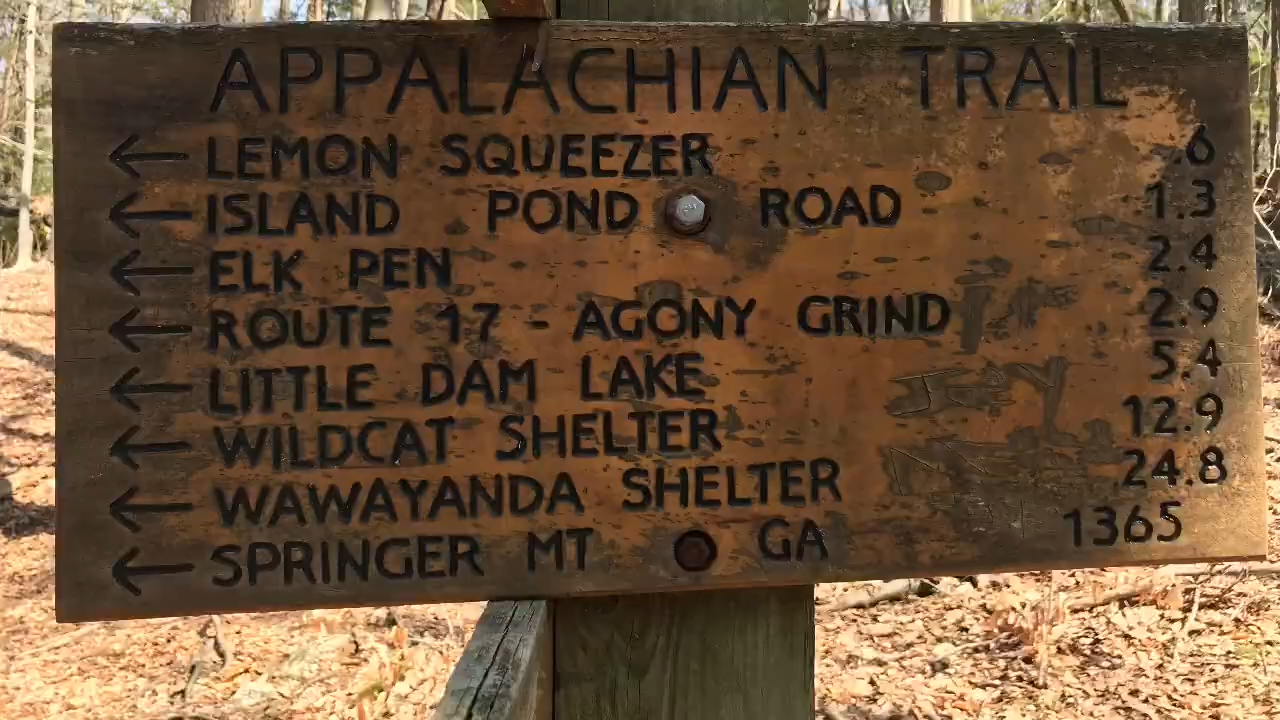 APPALACHIAN TRAIL
← LEMON SQUEEZER .6
← ISLAND POND ROAD 1.3
← ELK PEN 2.4
← ROUTE 17 - AGONY GRIND 2.9
← LITTLE DAM LAKE 5.4
← WILDCAT SHELTER 12.9
← WAWAYANDA SHELTER 24.8
← SPRINGER MT GA 1365